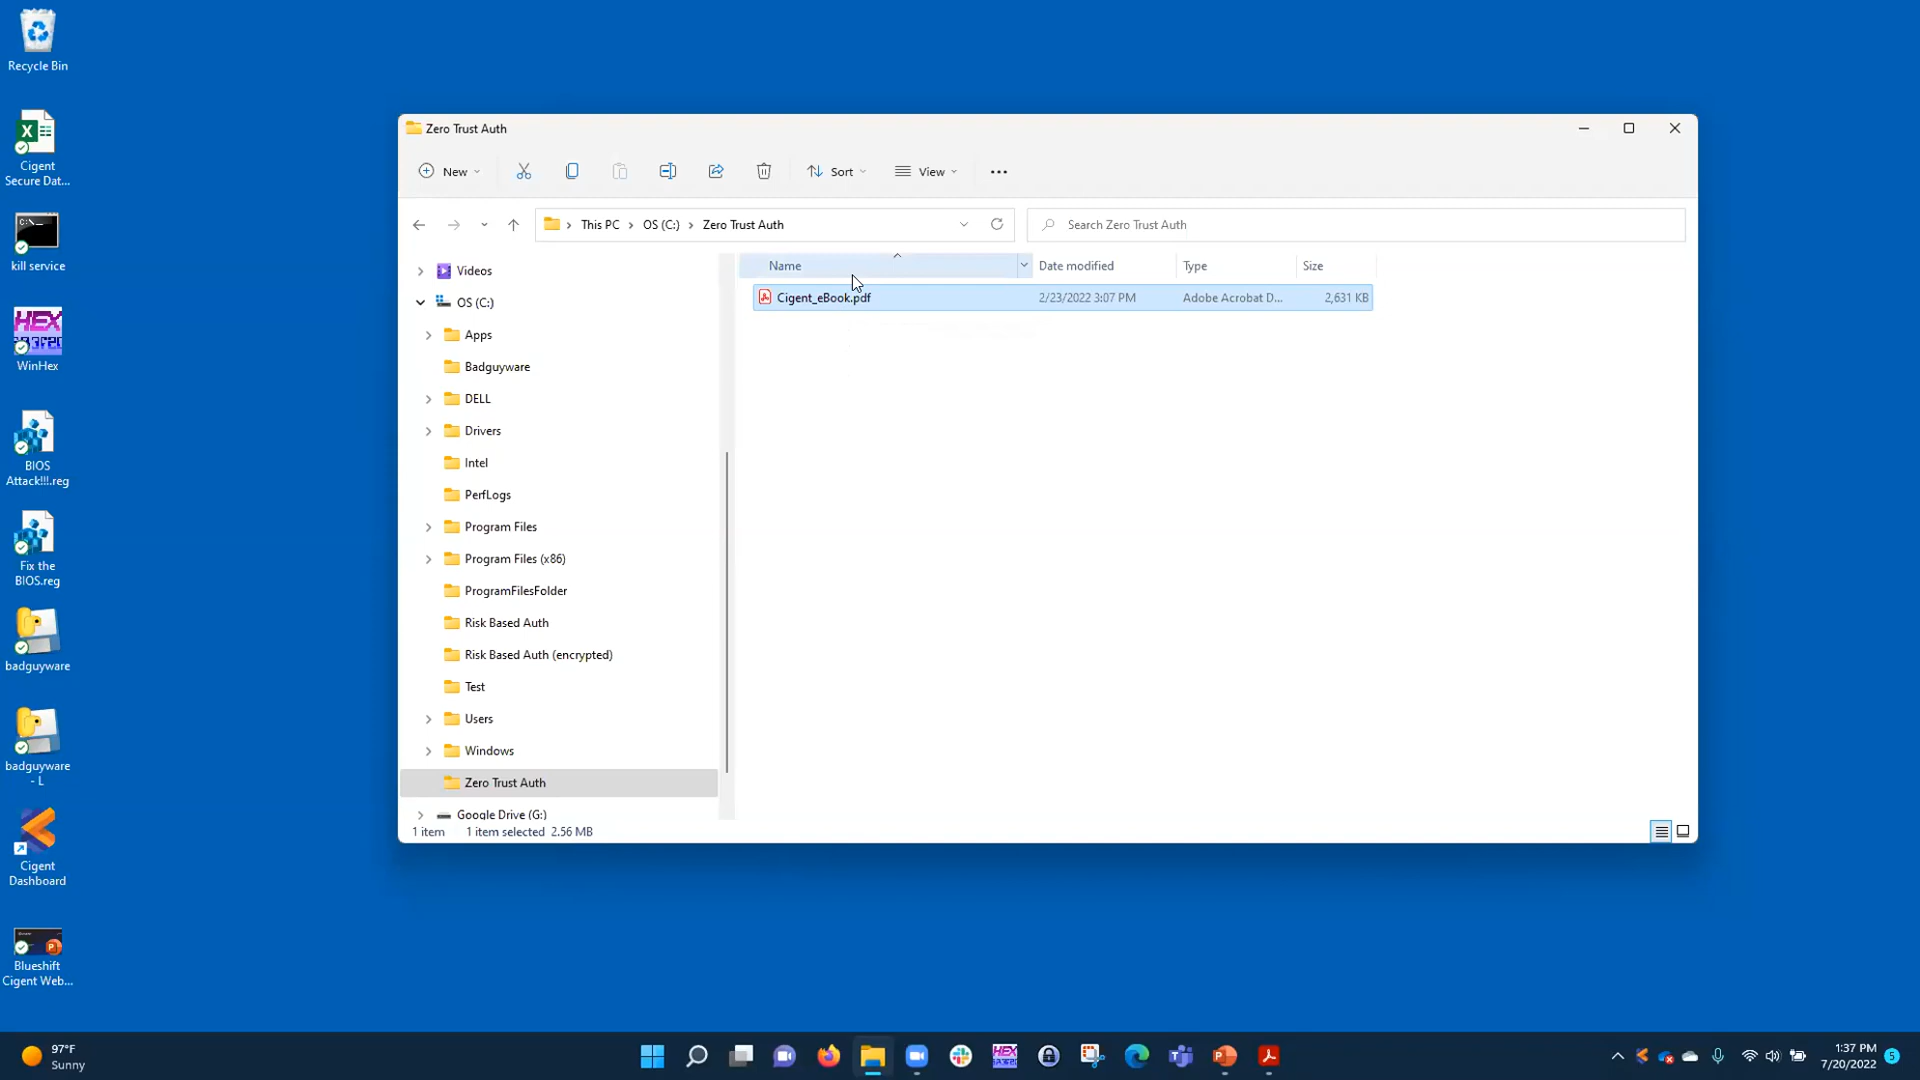 Recycle Bin
Cigent
Secure Dat...
kill service
HEX
WinHex
BIOS
Attack!!!.reg
Fix the
BIOS.reg
badguyware
badguyware
- L
Cigent
Dashboard
Blueshift
Cigent Web...
Zero Trust Auth
New
Sort
View
This PC
OS (C:)
Zero Trust Auth
Search Zero Trust Auth
Videos
OS (C:)
Apps
Badguyware
DELL
Drivers
Intel
PerfLogs
Program Files
Program Files (x86)
ProgramFilesFolder
Risk Based Auth
Risk Based Auth (encrypted)
Test
Users
Windows
Zero Trust Auth
Google Drive (G:)
Name Date modified Type Size
Cigent_eBook.pdf 2/23/2022 3:07 PM Adobe Acrobat D... 2,631 KB
1 item 1 item selected 2.56 MB
97°F
Sunny
HEX
1:37 PM
7/20/2022
5